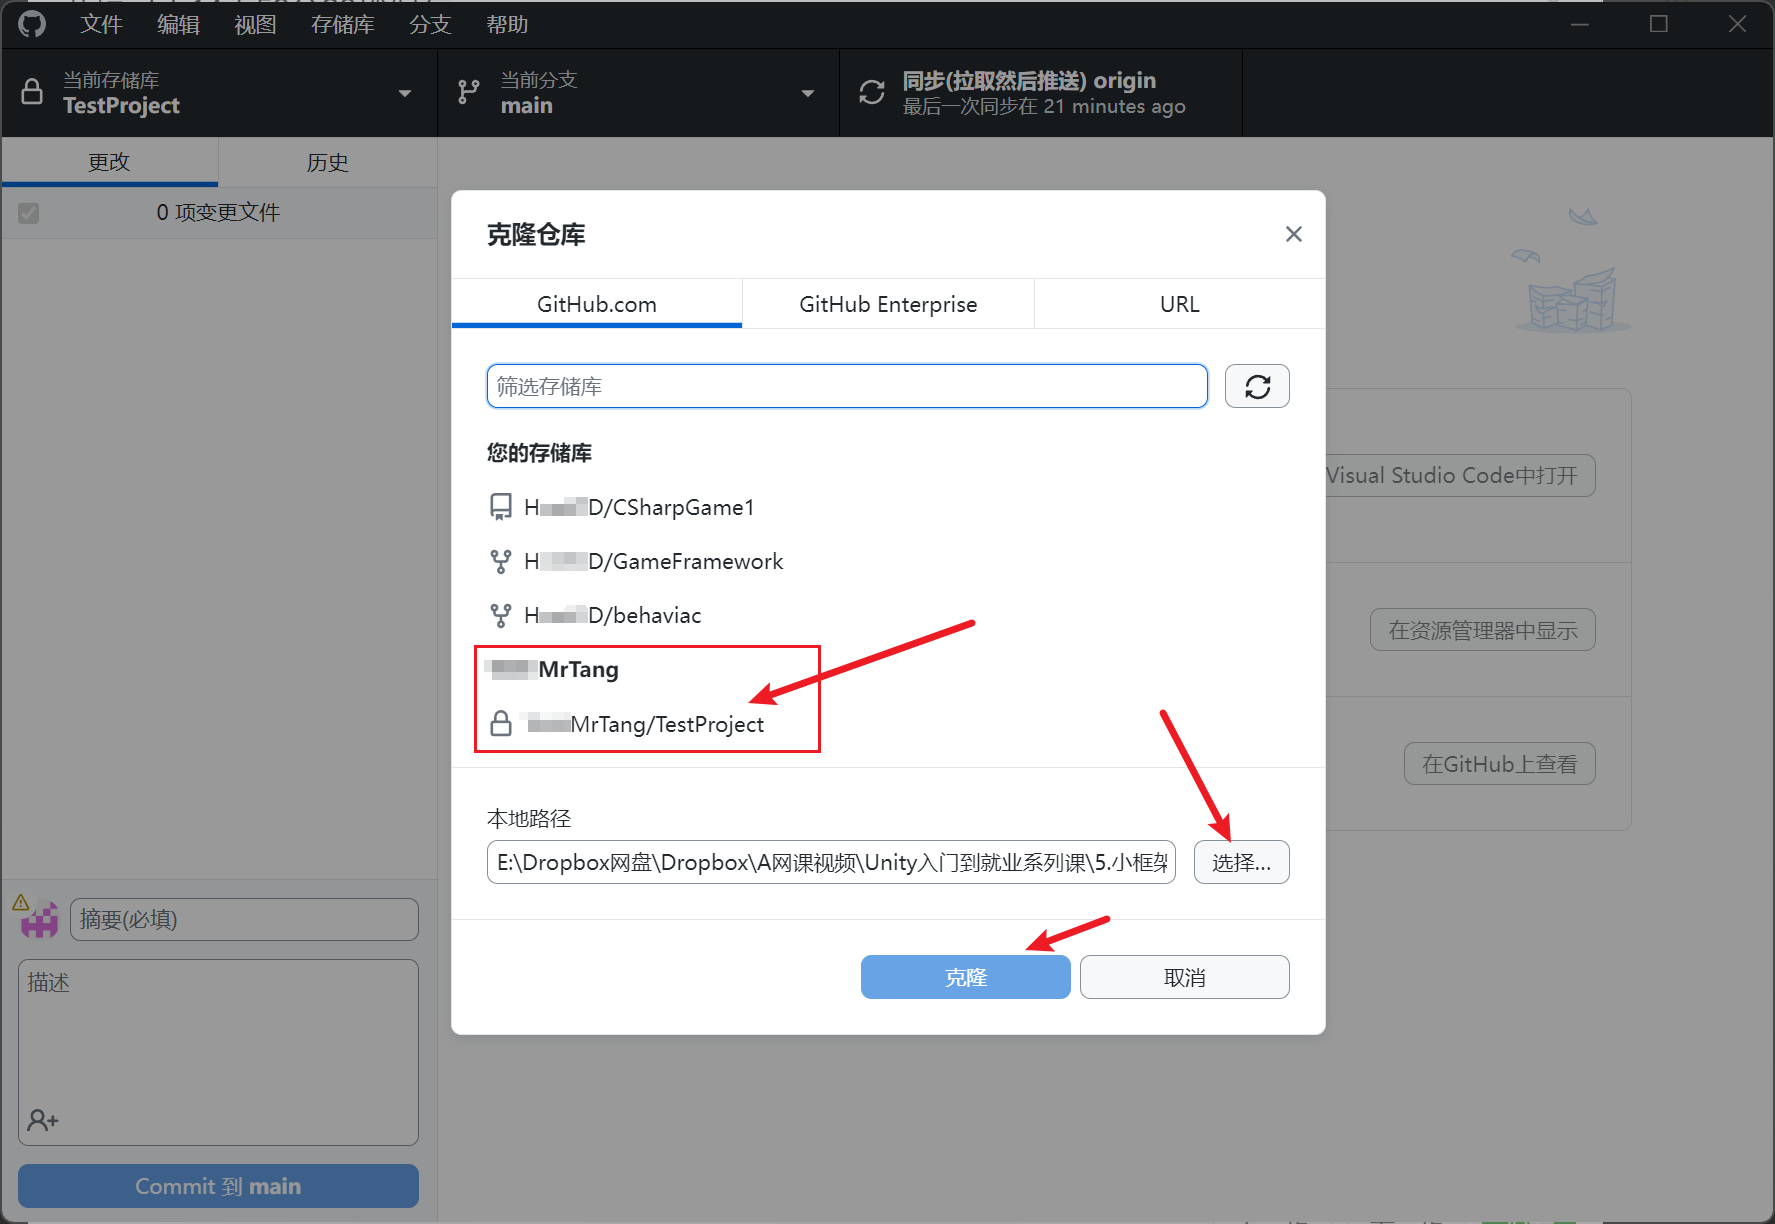 文件 编辑 视图 存储库 分支 帮助
当前存储库
TestProject
当前分支
main
同步(拉取然后推送) origin
最后一次同步在 21 minutes ago
更改 历史
0 项变更文件
克隆仓库
GitHub.com GitHub Enterprise URL
筛选存储库
您的存储库
H D/CSharpGame1
H D/GameFramework
H D/behaviac
MrTang
MrTang/TestProject
本地路径
E:\Dropbox网盘\Dropbox\A网课视频\Unity入门到就业系列课\5.小框架
选择...
克隆 取消
Visual Studio Code中打开
在资源管理器中显示
在GitHub上查看
摘要(必填)
描述
Commit 到 main